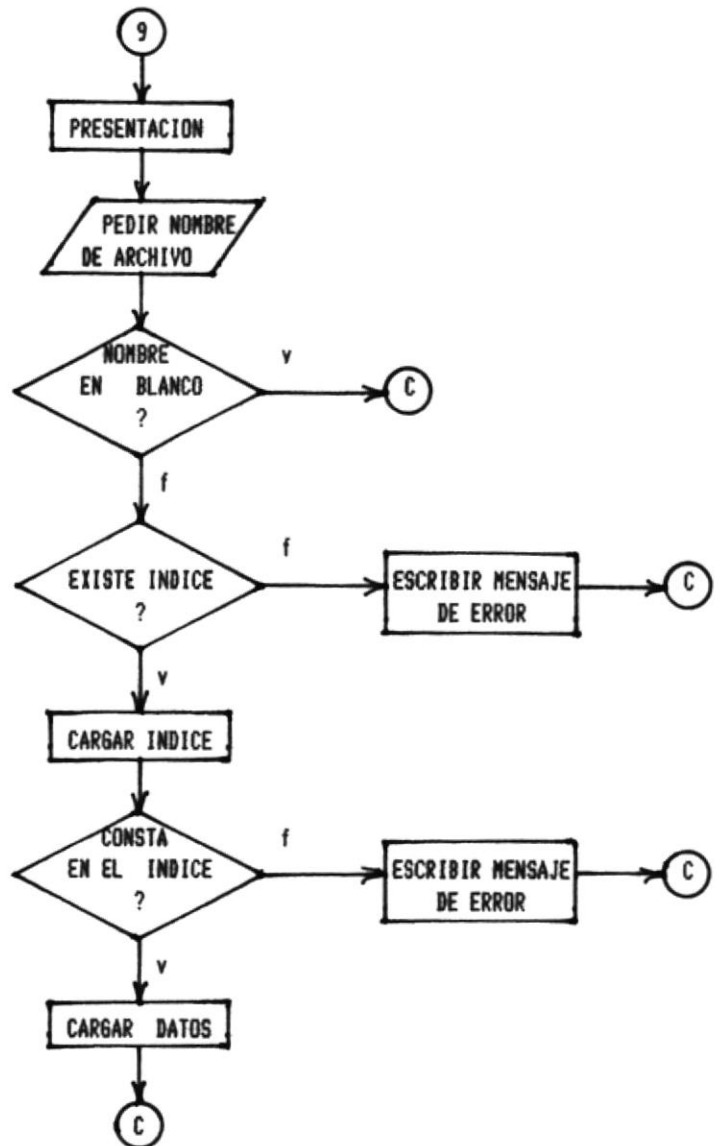 9
PRESENTACION
PEDIR NOMBRE
DE ARCHIVO
NOMBRE
EN BLANCO
?
v
C
f
EXISTE INDICE
?
f
ESCRIBIR MENSAJE
DE ERROR
C
v
CARGAR INDICE
CONSTA
EN EL INDICE
?
f
ESCRIBIR MENSAJE
DE ERROR
C
v
CARGAR DATOS
C